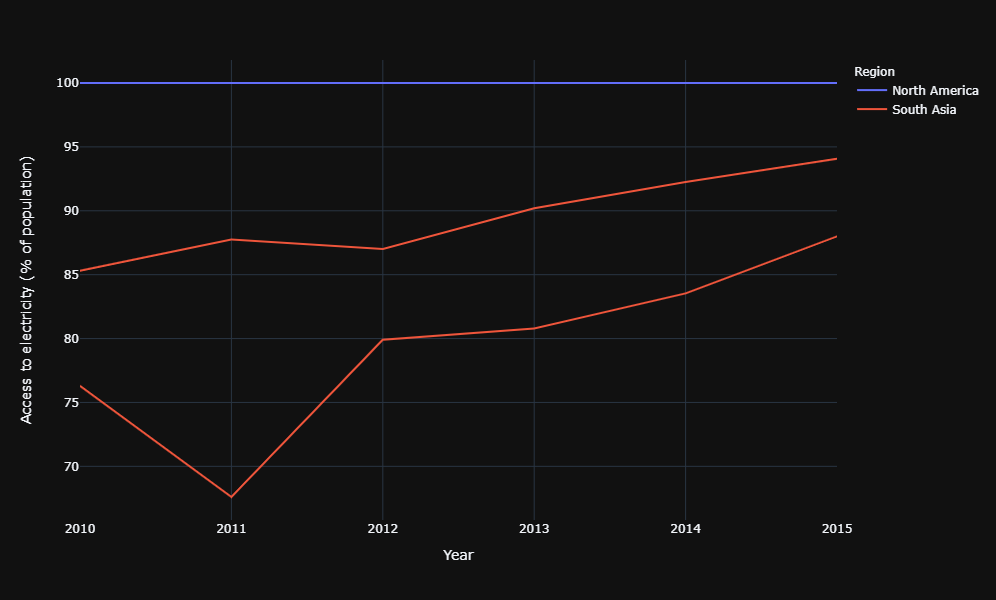 Region
North America
South Asia
Access to electricity (% of population)
100
95
90
85
80
75
70
2010
2011
2012
2013
2014
2015
Year